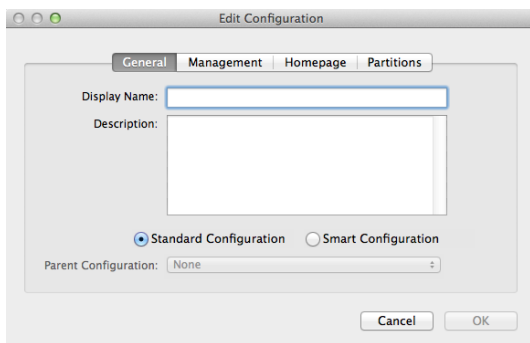 Edit Configuration
General Management Homepage Partitions
Display Name:
Description:
Standard Configuration Smart Configuration
Parent Configuration: None
Cancel OK